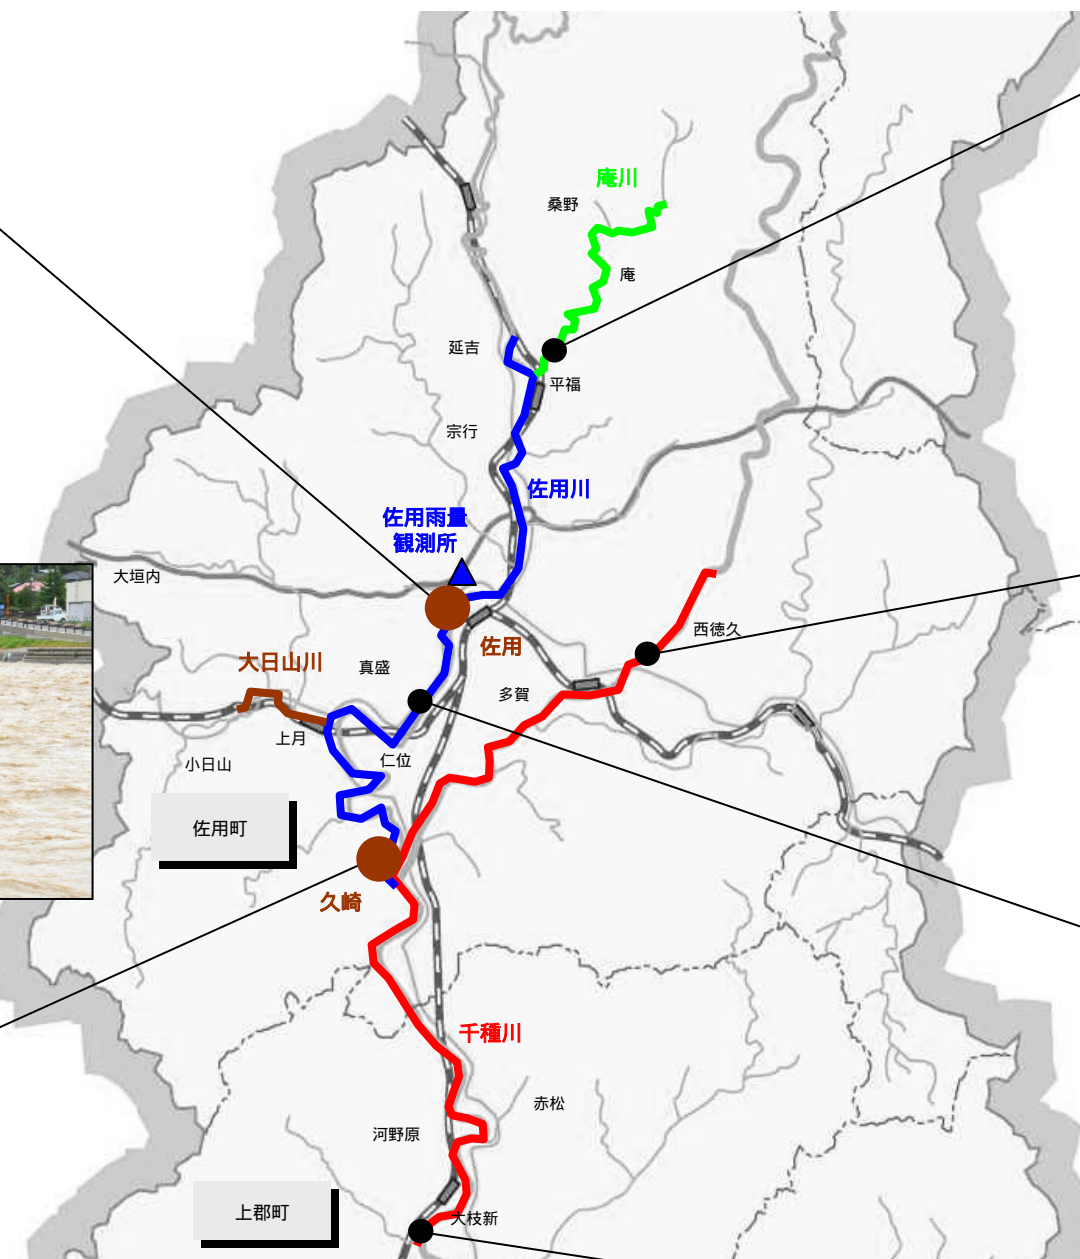 庵川
桑野
庵
延吉
平福
宗行
佐用川
佐用雨量
観測所
大垣内
西徳久
佐用
大日山川
真盛
多賀
上月
仁位
小日山
佐用町
久崎
千種川
赤松
河野原
上郡町
大枝新